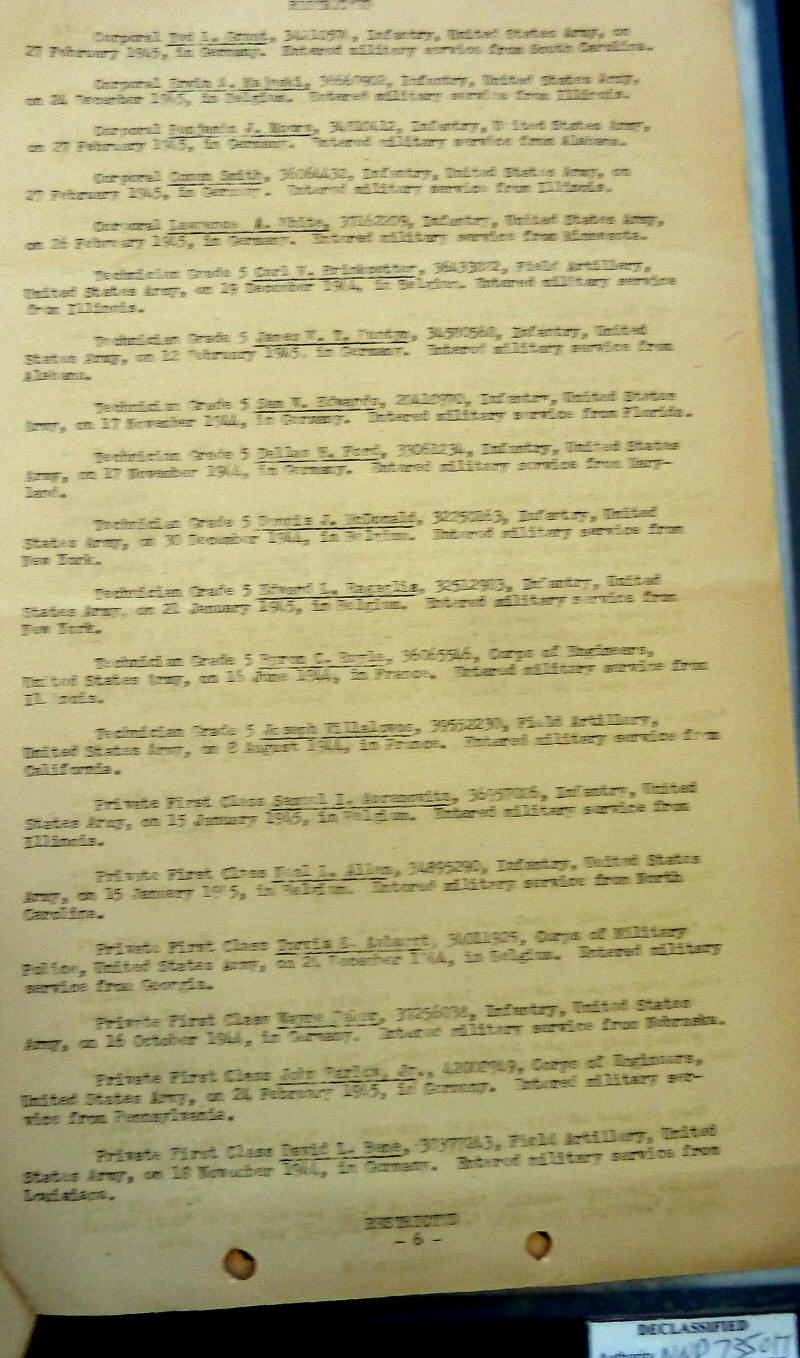 RESTRICTED
Corporal L. Infantry, United States Army, on
27 February 1945, in Germany. Entered military service from South Carolina.
Corporal Infantry, United States Army,
on 24 December in Belgium. Entered military service from Illinois.
Corporal Benjamin J. Moore, Infantry, United States Army,
on 27 February 1945, in Germany. Entered military service from Alabama.
Corporal Smith, 36064432, Infantry, United States Army, on
27 February 1945, in Germany. Entered military service from Illinois.
Corporal Lawrence A. White, Infantry, United States Army,
on 26 February 1945, in Germany. Entered military service from Minnesota.
Technician Grade 5 Carl Field Artillery,
United States Army, on 19 December 1944, in Belgium. Entered military service
from Illinois.
Technician Grade 5 James Infantry, United
States Army, on 12 February 1945, in Germany. Entered military service from
Alabama.
Technician Grade 5 Sam Edwards, Infantry, United States
Army, on 17 November 1944, in Germany. Entered military service from Florida.
Technician Grade 5 Dallas Ford, 33061234, Infantry, United States
Army, on 17 November 1944, in Germany. Entered military service from Mary-
land.
Technician Grade 5 Dennis J. McDonald, Infantry, United
States Army, on 30 December 1944, in Belgium. Entered military service from
New York.
Technician Grade 5 Edward L. 32512903, Infantry, United
States Army, on 21 January 1945, in Belgium. Entered military service from
New York.
Technician Grade 5 Byron C. 36065546, Corps of Engineers,
United States Army, on 16 June 1944, in France. Entered military service from
Illinois.
Technician Grade 5 Joseph Villalovos, 39552230, Field Artillery,
United States Army, on 8 August 1944, in France. Entered military service from
California.
Private First Class Samuel I. Abramovitz, Infantry, United
States Army, on 15 January 1945, in Belgium. Entered military service from
Illinois.
Private First Class L. Allen, 34895290, Infantry, United States
Army, on 15 January 1945, in Belgium. Entered military service from North
Carolina.
Private First Class Corps of Military
Police, United States Army, on December 1944, in Belgium. Entered military
service from Georgia.
Private First Class Wayne Baker, Infantry, United States
Army, on 16 October 1944, in Germany. Entered military service from Nebraska.
Private First Class John Barlow, Jr., Corps of Engineers,
United States Army, on 24 February 1945, in Germany. Entered military ser-
vice from Pennsylvania.
Private First Class David L. Field Artillery, United
States Army, on 18 November 1944, in Germany. Entered military service from
Louisiana.
RESTRICTED
- 6 -
DECLASSIFIED
Authority NND 735017